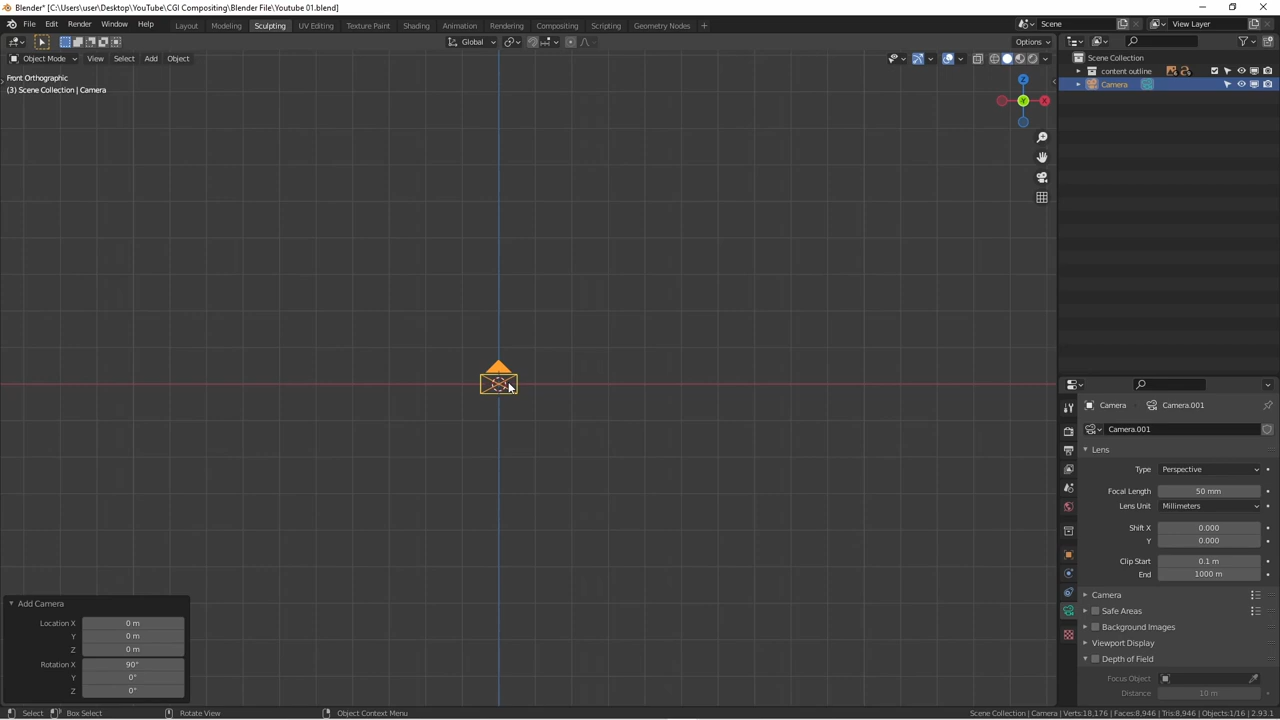 Blender* [C:\Users\user\Desktop\YouTube\CGI Compositing\Blender File\Youtube 01.blend]
File Edit Render Window Help
Layout Modeling Sculpting UV Editing Texture Paint Shading Animation Rendering Compositing Scripting Geometry Nodes +
Scene View Layer
Global Options
Object Mode View Select Add Object
Front Orthographic
(3) Scene Collection | Camera
Z
Y
X
Scene Collection
content outline
Camera
Camera Camera.001
Camera.001
Lens
Type Perspective
Focal Length 50 mm
Lens Unit Millimeters
Shift X 0.000
Y 0.000
Clip Start 0.1 m
End 1000 m
Camera
Safe Areas
Background Images
Viewport Display
Depth of Field
Focus Object
Distance 10 m
Add Camera
Location X 0 m
Y 0 m
Z 0 m
Rotation X 90°
Y 0°
Z 0°
Select Box Select Rotate View Object Context Menu
Scene Collection | Camera | Verts:18,176 | Faces:8,946 | Tris:8,946 | Objects:1/16 | 2.93.1